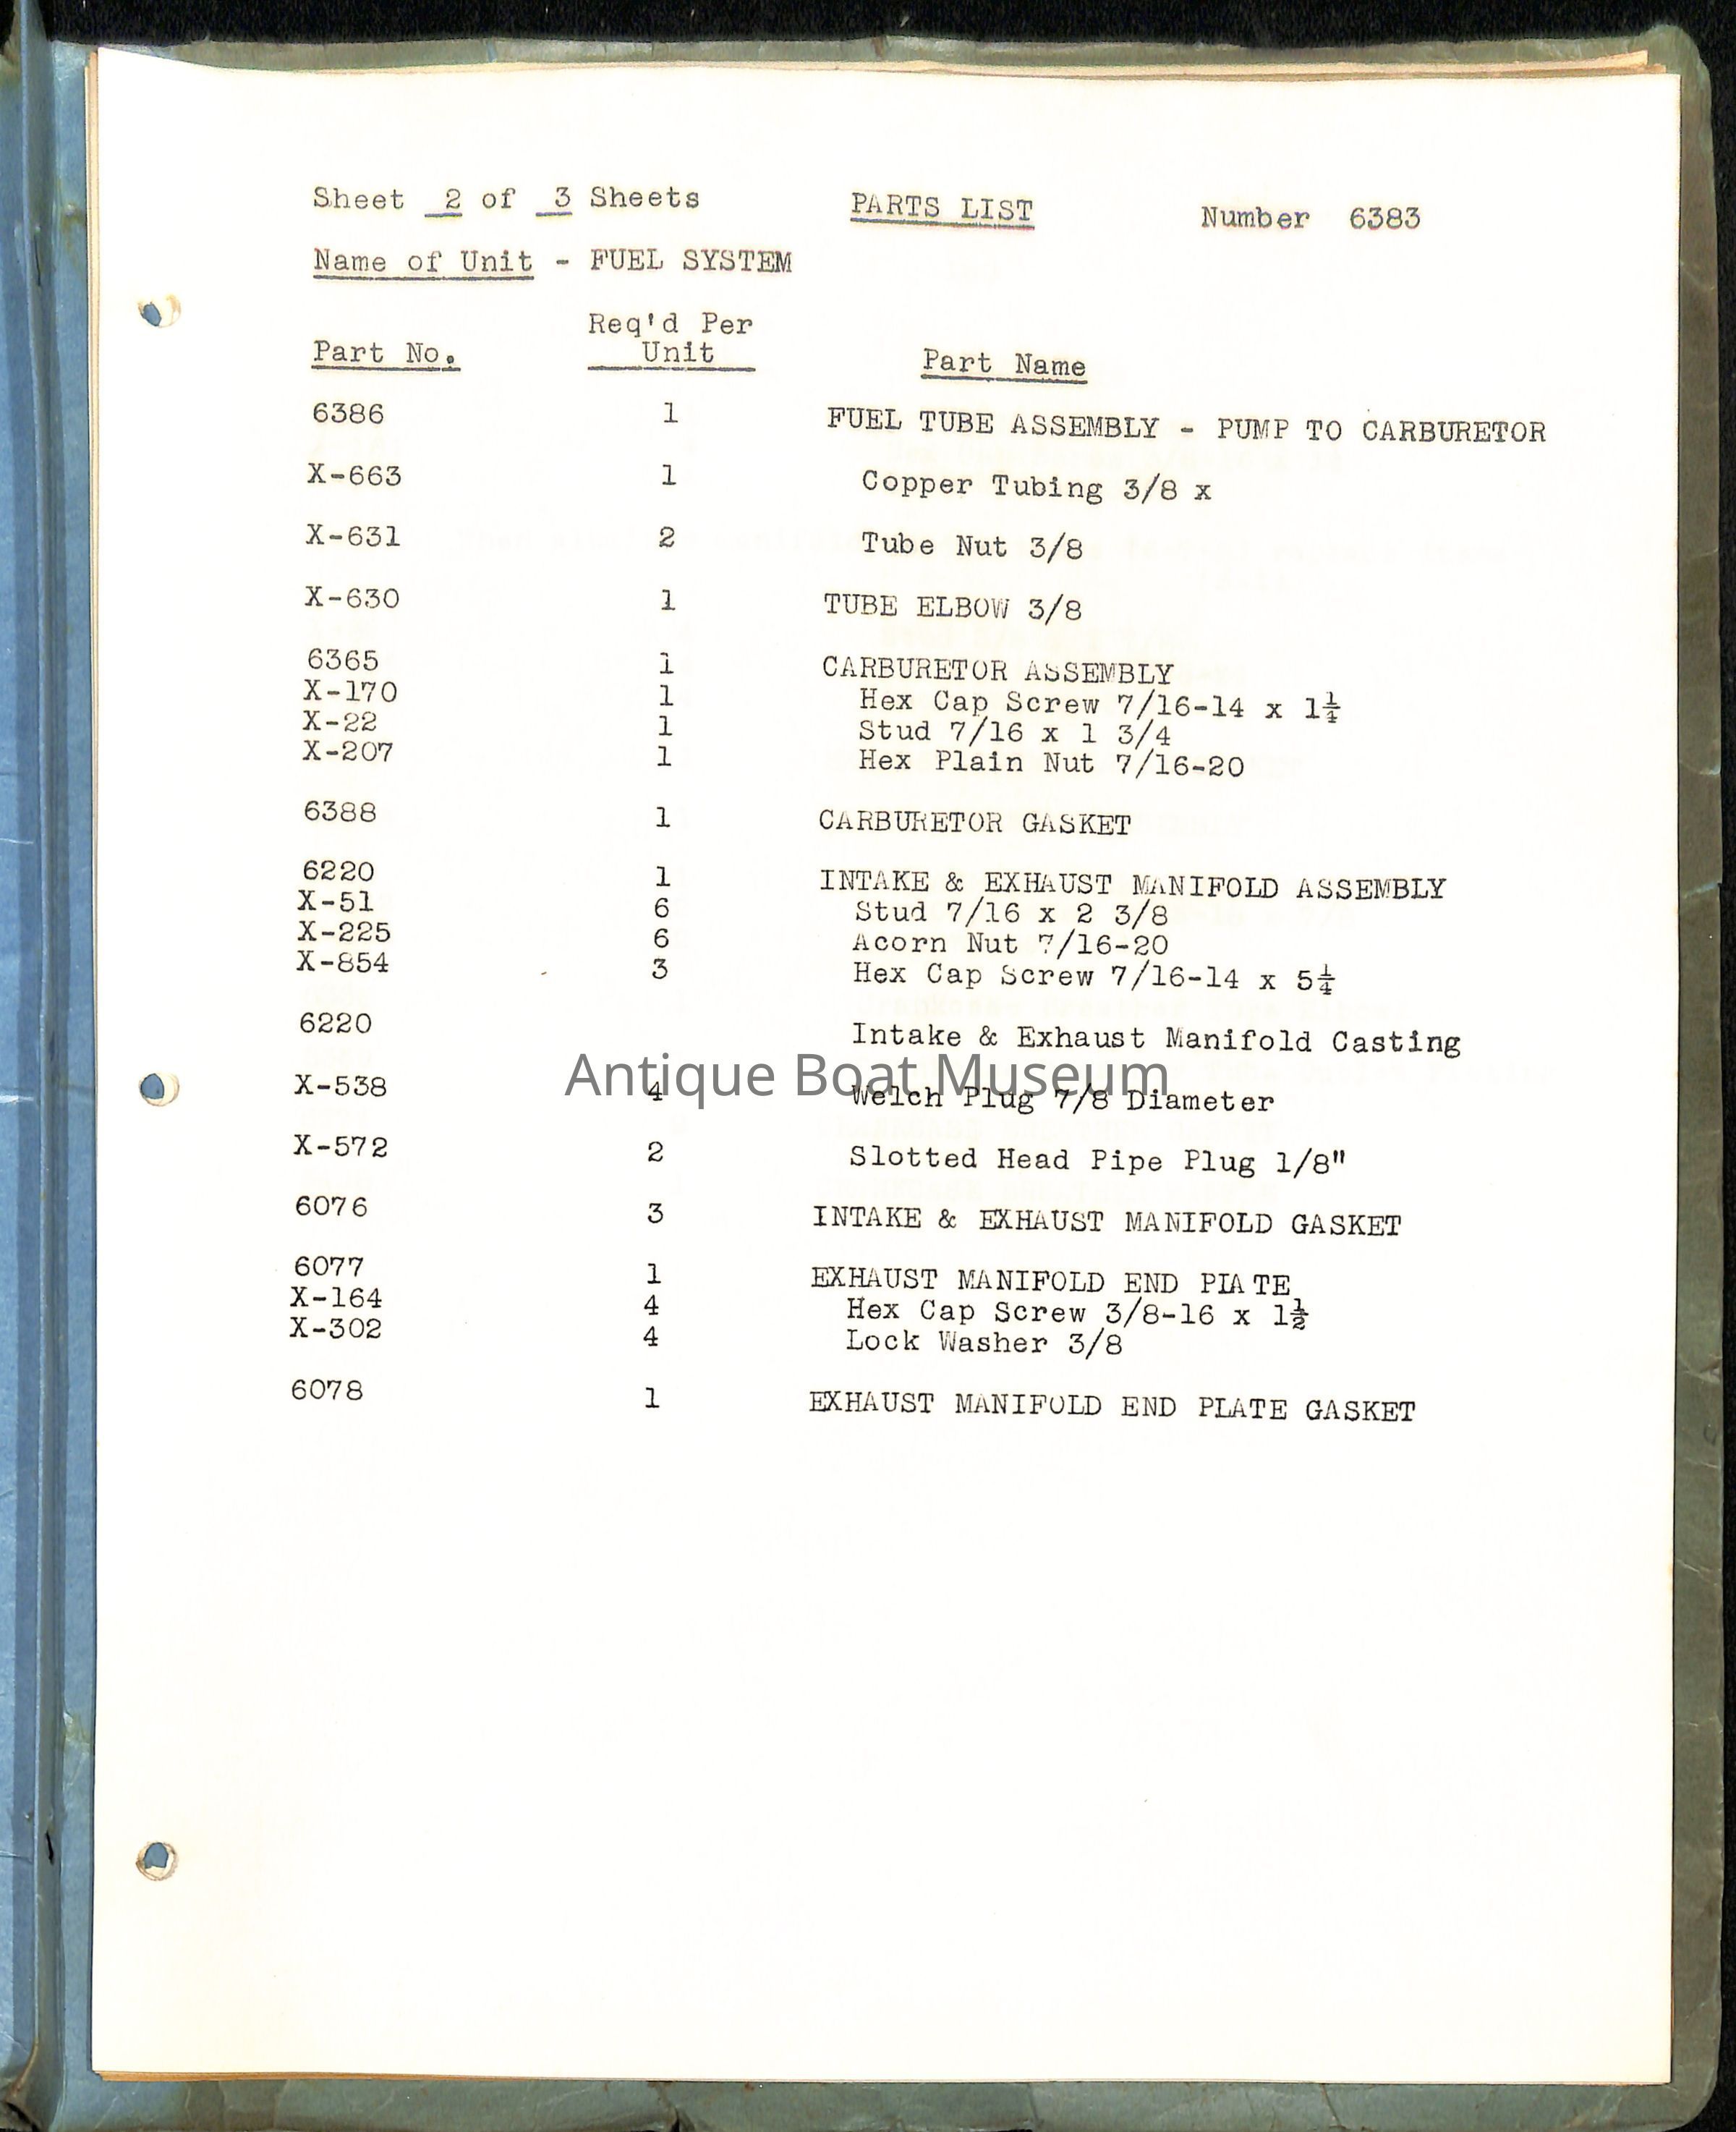 Sheet 2 of 3 Sheets PARTS LIST Number 6383
Name of Unit - FUEL SYSTEM
Part No. Req'd Per Unit Part Name
6386 1 FUEL TUBE ASSEMBLY - PUMP TO CARBURETOR
X-663 1 Copper Tubing 3/8 x
X-631 2 Tube Nut 3/8
X-630 1 TUBE ELBOW 3/8
6365 1 CARBURETOR ASSEMBLY
X-170 1 Hex Cap Screw 7/16-14 x 1¼
X-22 1 Stud 7/16 x 1 3/4
X-207 1 Hex Plain Nut 7/16-20
6388 1 CARBURETOR GASKET
6220 1 INTAKE & EXHAUST MANIFOLD ASSEMBLY
X-51 6 Stud 7/16 x 2 3/8
X-225 6 Acorn Nut 7/16-20
X-854 3 Hex Cap Screw 7/16-14 x 5¼
6220 Intake & Exhaust Manifold Casting
Antique Boat Museum
X-538 4 Welch Plug 7/8 Diameter
X-572 2 Slotted Head Pipe Plug 1/8"
6076 3 INTAKE & EXHAUST MANIFOLD GASKET
6077 1 EXHAUST MANIFOLD END PLATE
X-164 4 Hex Cap Screw 3/8-16 x 1½
X-302 4 Lock Washer 3/8
6078 1 EXHAUST MANIFOLD END PLATE GASKET